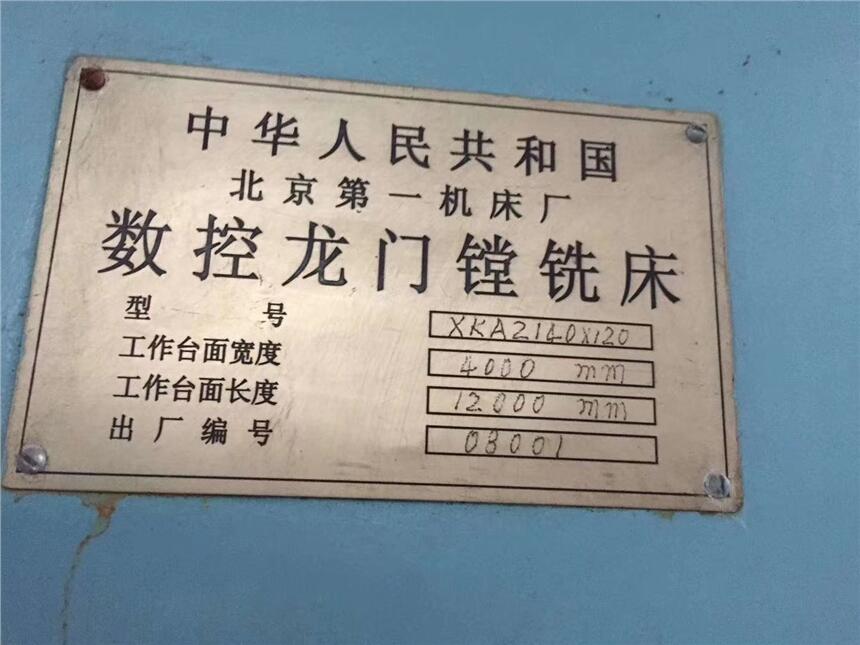 中华人民共和国
北京第一机床厂
数控龙门镗铣床
型号 XKA2140X120
工作台面宽度 4000 mm
工作台面长度 12000 mm
出厂编号 08001